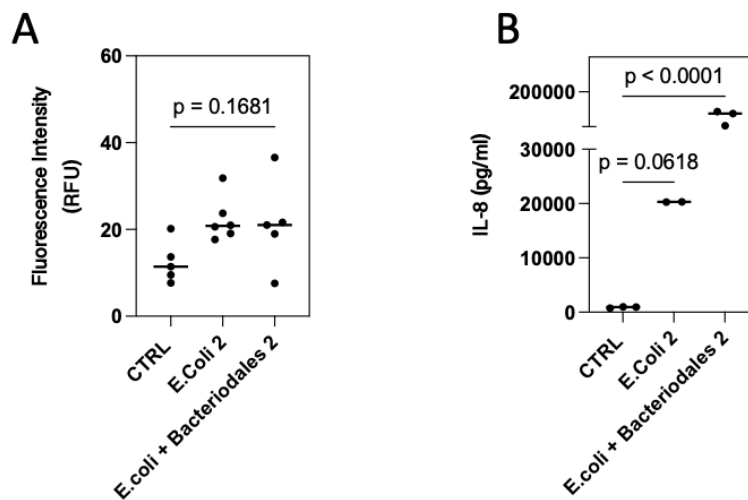 A
Fluorescence Intensity
(RFU)
60
40
20
0
p = 0.1681
CTRL
E.Coli 2
E.coli + Bacteriodales 2
B
IL-8 (pg/ml)
200000
30000
20000
10000
0
p < 0.0001
p = 0.0618
CTRL
E.Coli 2
E.coli + Bacteriodales 2